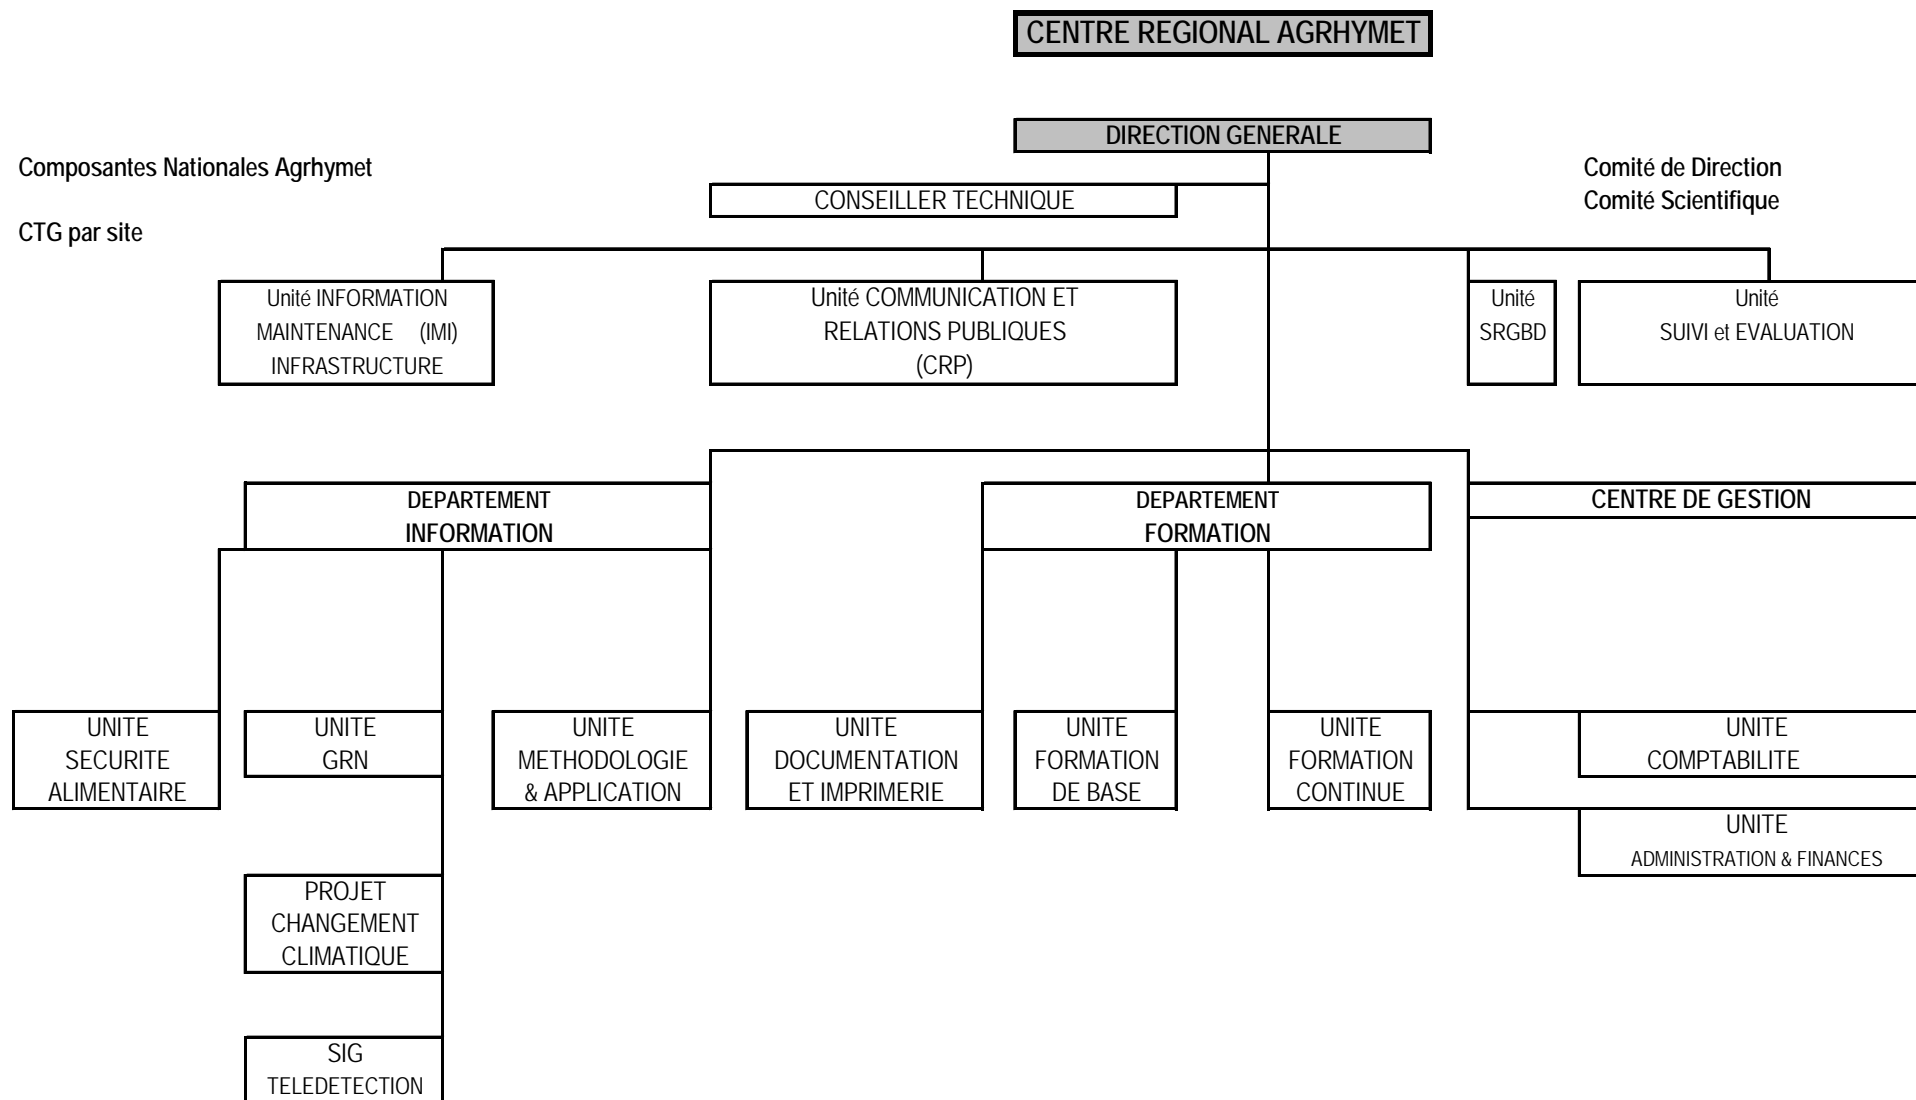 CENTRE REGIONAL AGRHYMET
DIRECTION GENERALE
Composantes Nationales Agrhymet
Comité de Direction
CONSEILLER TECHNIQUE
Comité Scientifique
CTG par site
Unité INFORMATION
MAINTENANCE (IMI)
INFRASTRUCTURE
Unité COMMUNICATION ET
RELATIONS PUBLIQUES
(CRP)
Unité
SRGBD
Unité
SUIVI et EVALUATION
DEPARTEMENT
INFORMATION
DEPARTEMENT
FORMATION
CENTRE DE GESTION
UNITE
SECURITE
ALIMENTAIRE
UNITE
GRN
UNITE
METHODOLOGIE
& APPLICATION
UNITE
DOCUMENTATION
ET IMPRIMERIE
UNITE
FORMATION
DE BASE
UNITE
FORMATION
CONTINUE
UNITE
COMPTABILITE
UNITE
ADMINISTRATION & FINANCES
PROJET
CHANGEMENT
CLIMATIQUE
SIG
TELEDETECTION